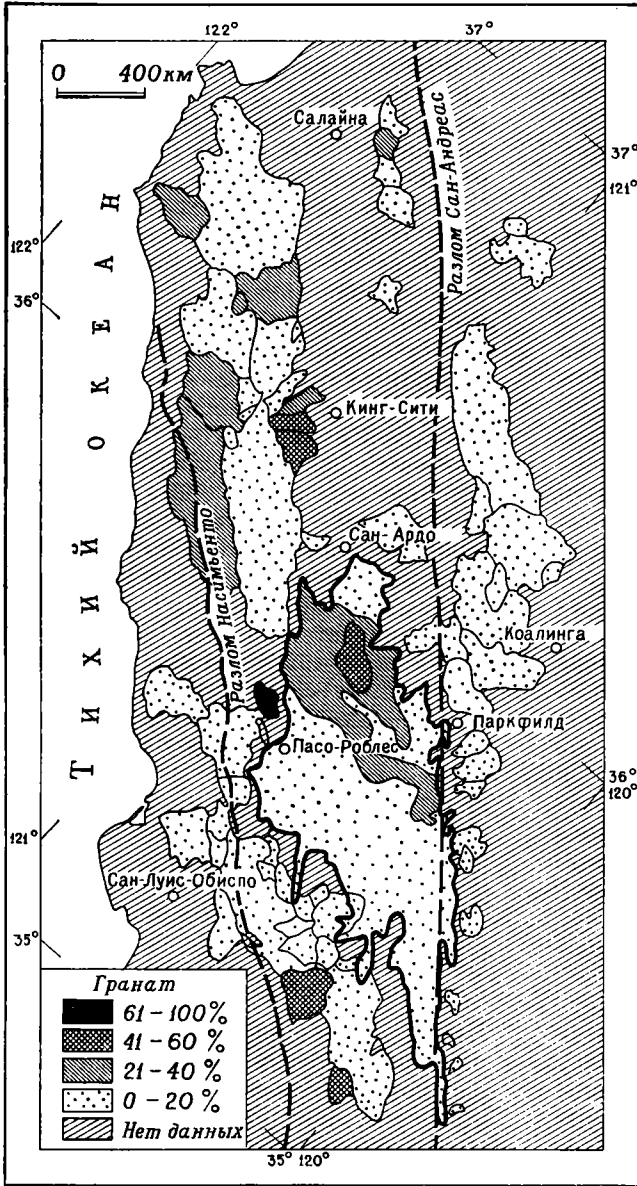 122°
37°
0 400км
Салайна
37°
121°
Разлом Сан-Андреас
122°
36°
ТИХИЙ ОКЕАН
Кинг-Сити
Сан-Ардо
Разлом Насимьенто
Коалинга
Паркфилд
Пасо-Роблес
36°
120°
121°
Сан-Луис-Обиспо
35°
Гранат
61-100%
41-60%
21-40%
0-20%
Нет данных
35° 120°